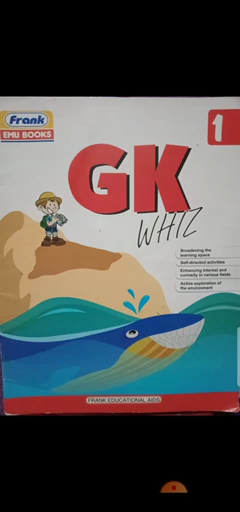 Frank
EMU BOOKS
1
GK
WHIZ
Broadening the
learning space
Self-directed activities
Enhancing interest and
curiosity in various fields
Active exploration of
the environment
FRANK EDUCATIONAL AIDS